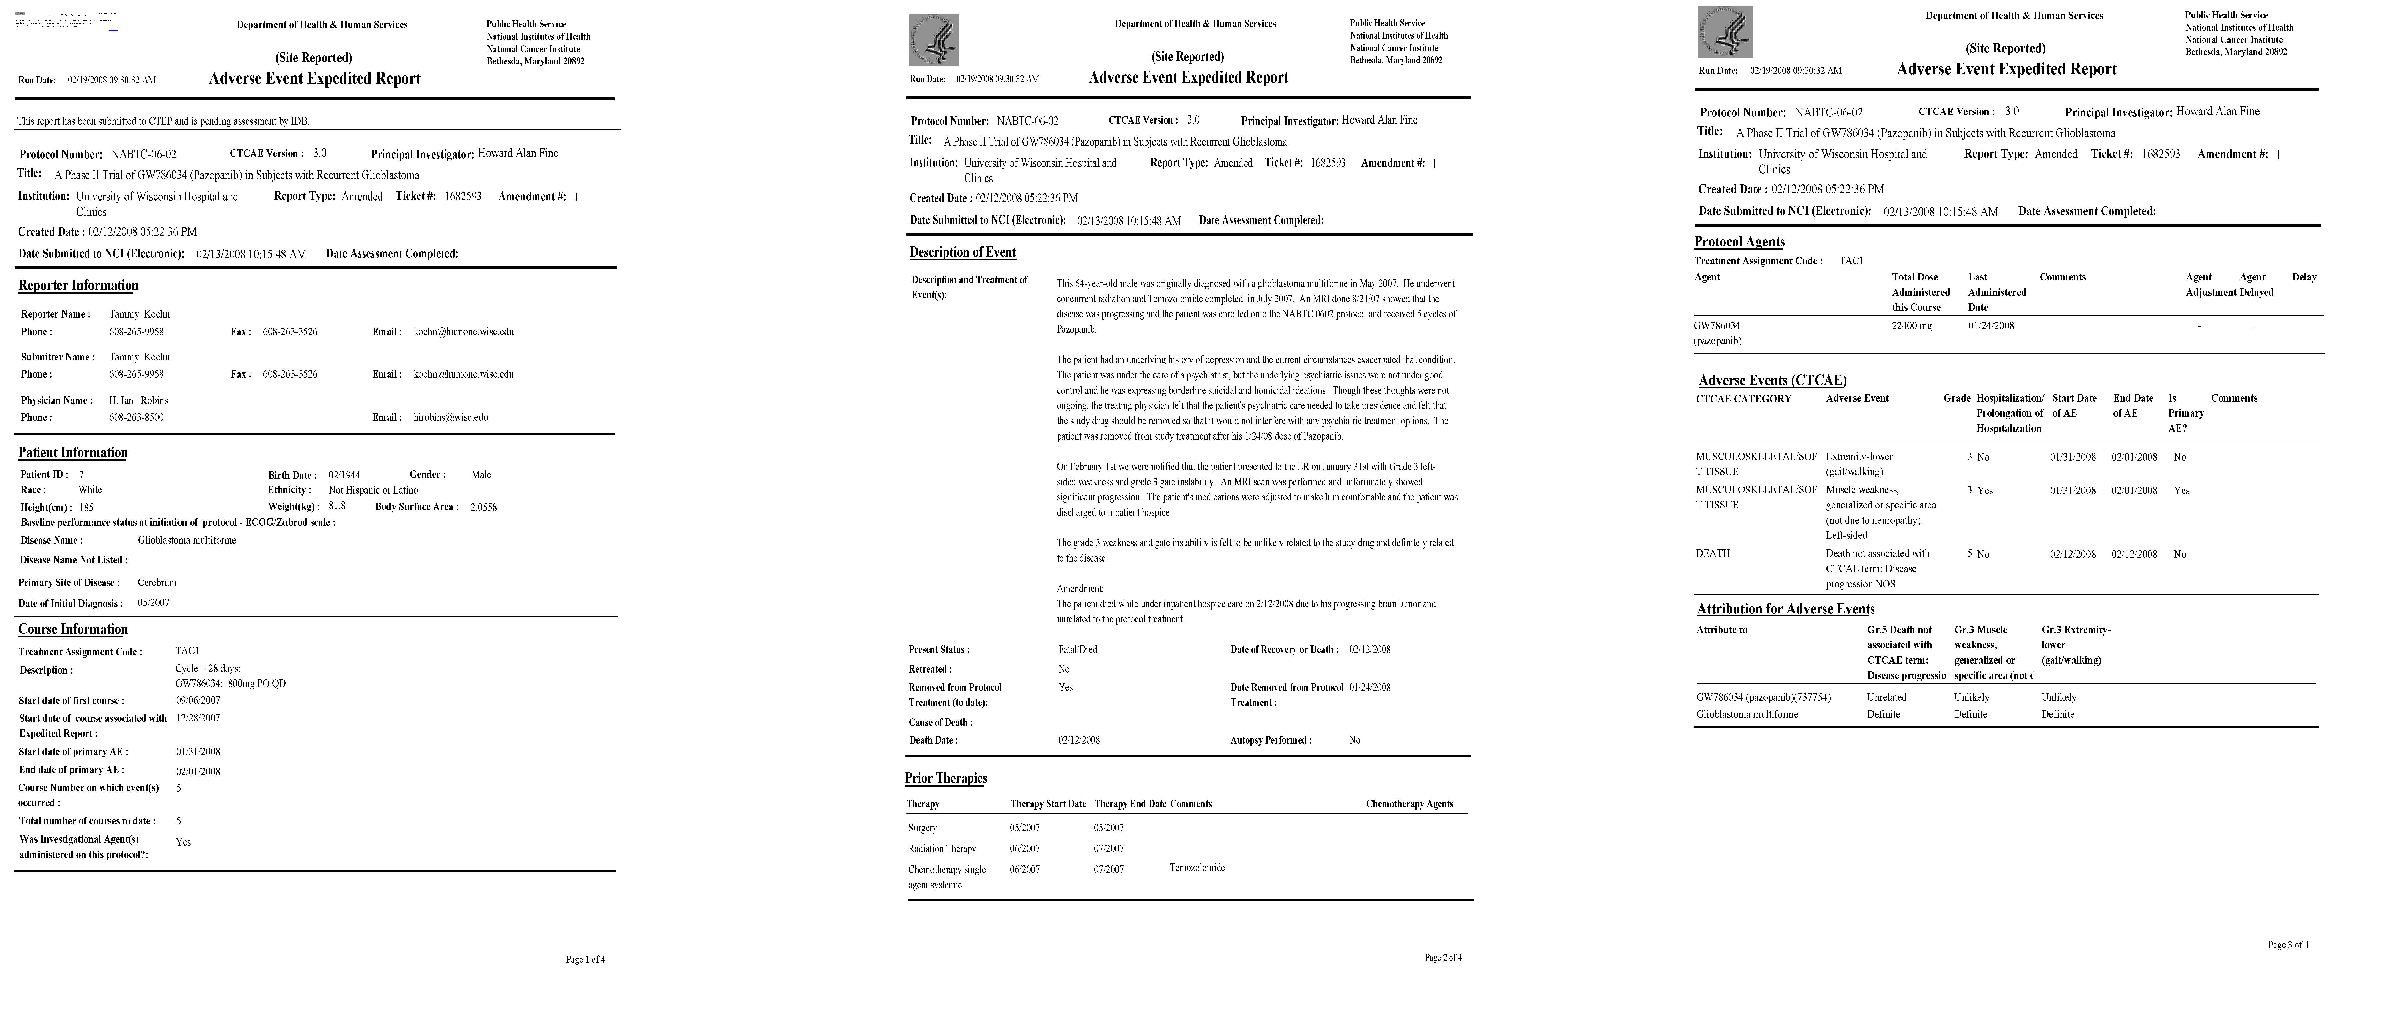 Department of Health & Human Services
Public Health Service
National Institutes of Health
National Cancer Institute
Bethesda, Maryland 20892
(Site Reported)
Run Date: 02/19/2008 09:30:32 AM
Adverse Event Expedited Report
This report has been submitted to CTEP and is pending assessment by IDB.
Protocol Number: NABTC-06-02 CTCAE Version : 3.0 Principal Investigator: Howard Alan Fine
Title: A Phase II Trial of GW786034 (Pazopanib) in Subjects with Recurrent Glioblastoma
Institution: University of Wisconsin Hospital and Report Type: Amended Ticket #: 1682593 Amendment #: 1
Clinics
Created Date : 02/12/2008 05:22:36 PM
Date Submitted to NCI (Electronic): 02/13/2008 10:15:48 AM Date Assessment Completed:
Reporter Information
Reporter Name : Tammy
Phone : 608-265-9958 Fax : 608-263-3526 Email :
Submitter Name : Tammy
Phone : 608-265-9958 Fax : 608-263-3526 Email :
Physician Name : H. Ian Robins
Phone : 608-263-8500 Email : hirobins@wisc.edu
Patient Information
Patient ID : 7 Birth Date : 02/1944 Gender : Male
Race : White Ethnicity : Not Hispanic or Latino
Height(cm) : 185 Weight(kg) : Body Surface Area : 2.0558
Baseline performance status at initiation of protocol - ECOG/Zubrod scale :
Disease Name : Glioblastoma multiforme
Disease Name Not Listed :
Primary Site of Disease : Cerebrum
Date of Initial Diagnosis : 05/2007
Course Information
Treatment Assignment Code : TAC1
Description : Cycle = 28 days:
GW786034: 800mg PO QD
Start date of first course : 09/06/2007
Start date of course associated with 12/28/2007
Expedited Report :
Start date of primary AE : 01/31/2008
End date of primary AE : 02/01/2008
Course Number on which event(s) 5
occurred :
Total number of courses to date : 5
Was Investigational Agent(s) Yes
administered on this protocol?:
Page 1 of 4
Department of Health & Human Services
Public Health Service
National Institutes of Health
National Cancer Institute
Bethesda, Maryland 20892
(Site Reported)
Run Date: 02/19/2008 09:30:32 AM
Adverse Event Expedited Report
Protocol Number: NABTC-06-02 CTCAE Version : 3.0 Principal Investigator: Howard Alan Fine
Title: A Phase II Trial of GW786034 (Pazopanib) in Subjects with Recurrent Glioblastoma
Institution: University of Wisconsin Hospital and Report Type: Amended Ticket #: 1682593 Amendment #: 1
Clinics
Created Date : 02/12/2008 05:22:36 PM
Date Submitted to NCI (Electronic): 02/13/2008 10:15:48 AM Date Assessment Completed:
Description of Event
Description and Treatment of
Event(s):
This 64-year-old male was originally diagnosed with a glioblastoma multiforme in May 2007. He underwent
concurrent radiation and Temozolomide completed in July 2007. An MRI done 8/21/07 showed that the
disease was progressing and the patient was enrolled onto the NABTC 0602 protocol and received 5 cycles of
Pazopanib.
The patient had an underlying history of depression and the current circumstances exacerbated that condition.
The patient was under the care of a psychiatrist, but the underlying psychiatric issues were not under good
control and he was expressing borderline suicidal and homicidal ideations. Though these thoughts were not
ongoing, the treating physician felt that the patient's psychiatric care needed to take presidence and felt that
the study drug should be removed so that it would not interfere with any psychiatric treatment options. The
patient was removed from study treatment after his 1/24/08 dose of Pazopanib.
On February 1st we were notified that the patient presented to the ER on January 31st with Grade 3 left-
sided weakness and grade 3 gate instability. An MRI scan was performed and unfortunately showed
significant progression. The patient's medications were adjusted to make him comfortable and the patient was
discharged to inpatient hospice.
The grade 3 weakness and gate instability is felt to be unlikely related to the study drug and definitely related
to the disease.
Amendment:
The patient died while under inpatient hospice care on 2/12/2008 due to his progressing brain tumor and
unrelated to the protocol treatment.
Present Status : Fatal/Died Date of Recovery or Death : 02/12/2008
Retreated : No
Removed from Protocol Yes Date Removed from Protocol 01/24/2008
Treatment (to date): Treatment :
Cause of Death :
Death Date : 02/12/2008 Autopsy Performed : No
Prior Therapies
Therapy Therapy Start Date Therapy End Date Comments Chemotherapy Agents
Surgery 05/2007 05/2007
Radiation Therapy 06/2007 07/2007
Chemotherapy single 06/2007 07/2007 Temozolomide
agent systemic
Page 2 of 4
Department of Health & Human Services
Public Health Service
National Institutes of Health
National Cancer Institute
Bethesda, Maryland 20892
(Site Reported)
Run Date: 02/19/2008 09:30:32 AM
Adverse Event Expedited Report
Protocol Number: NABTC-06-02 CTCAE Version : 3.0 Principal Investigator: Howard Alan Fine
Title: A Phase II Trial of GW786034 (Pazopanib) in Subjects with Recurrent Glioblastoma
Institution: University of Wisconsin Hospital and Report Type: Amended Ticket #: 1682593 Amendment #: 1
Clinics
Created Date : 02/12/2008 05:22:36 PM
Date Submitted to NCI (Electronic): 02/13/2008 10:15:48 AM Date Assessment Completed:
Protocol Agents
Treatment Assignment Code : TAC1
Agent Total Dose Last Comments Agent Agent Delay
Administered Administered Adjustment Delayed
this Course Date
GW786034 22400 mg 01/24/2008 - -
(pazopanib)
Adverse Events (CTCAE)
CTCAE CATEGORY Adverse Event Grade Hospitalization/ Start Date End Date Is Comments
Prolongation of of AE of AE Primary
Hospitalization AE?
MUSCULOSKELETAL/SOF Extremity-lower 3 No 01/31/2008 02/01/2008 No
T TISSUE (gait/walking)
MUSCULOSKELETAL/SOF Muscle weakness, 3 Yes 01/31/2008 02/01/2008 Yes
T TISSUE generalized or specific area
(not due to neuropathy):
Left-sided
DEATH Death not associated with 5 No 02/12/2008 02/12/2008 No
CTCAE term: Disease
progression NOS
Attribution for Adverse Events
Attribute to Gr.5 Death not Gr.3 Muscle Gr.3 Extremity-
associated with weakness, lower
CTCAE term: generalized or (gait/walking)
Disease progressio specific area (not d
GW786034 (pazopanib)(737754) Unrelated Unlikely Unlikely
Glioblastoma multiforme Definite Definite Definite
Page 3 of 4